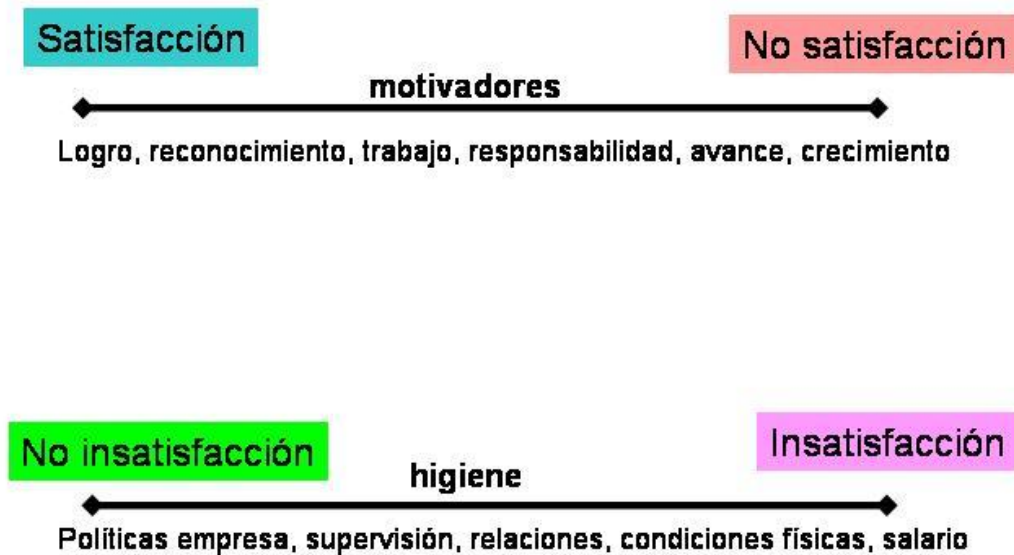 Satisfacción
No satisfacción
motivadores
Logro, reconocimiento, trabajo, responsabilidad, avance, crecimiento
No insatisfacción
Insatisfacción
higiene
Políticas empresa, supervisión, relaciones, condiciones físicas, salario